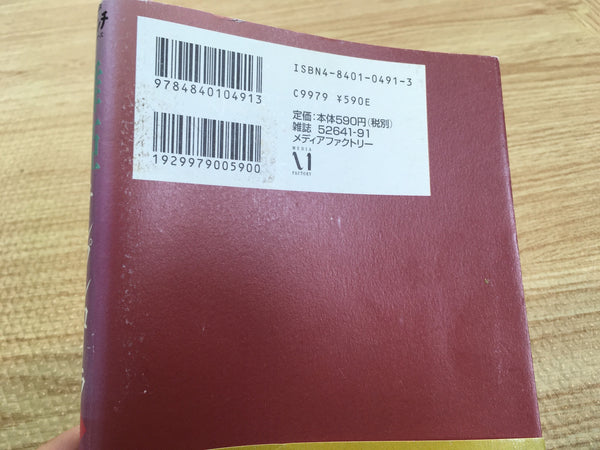 ISBN4-8401-0491-3
9784840104913
C9979 ¥590E
定価:本体590円(税別)
雑誌 52641-91
メディアファクトリー
1929979005900
MEDIA
FACTORY
子